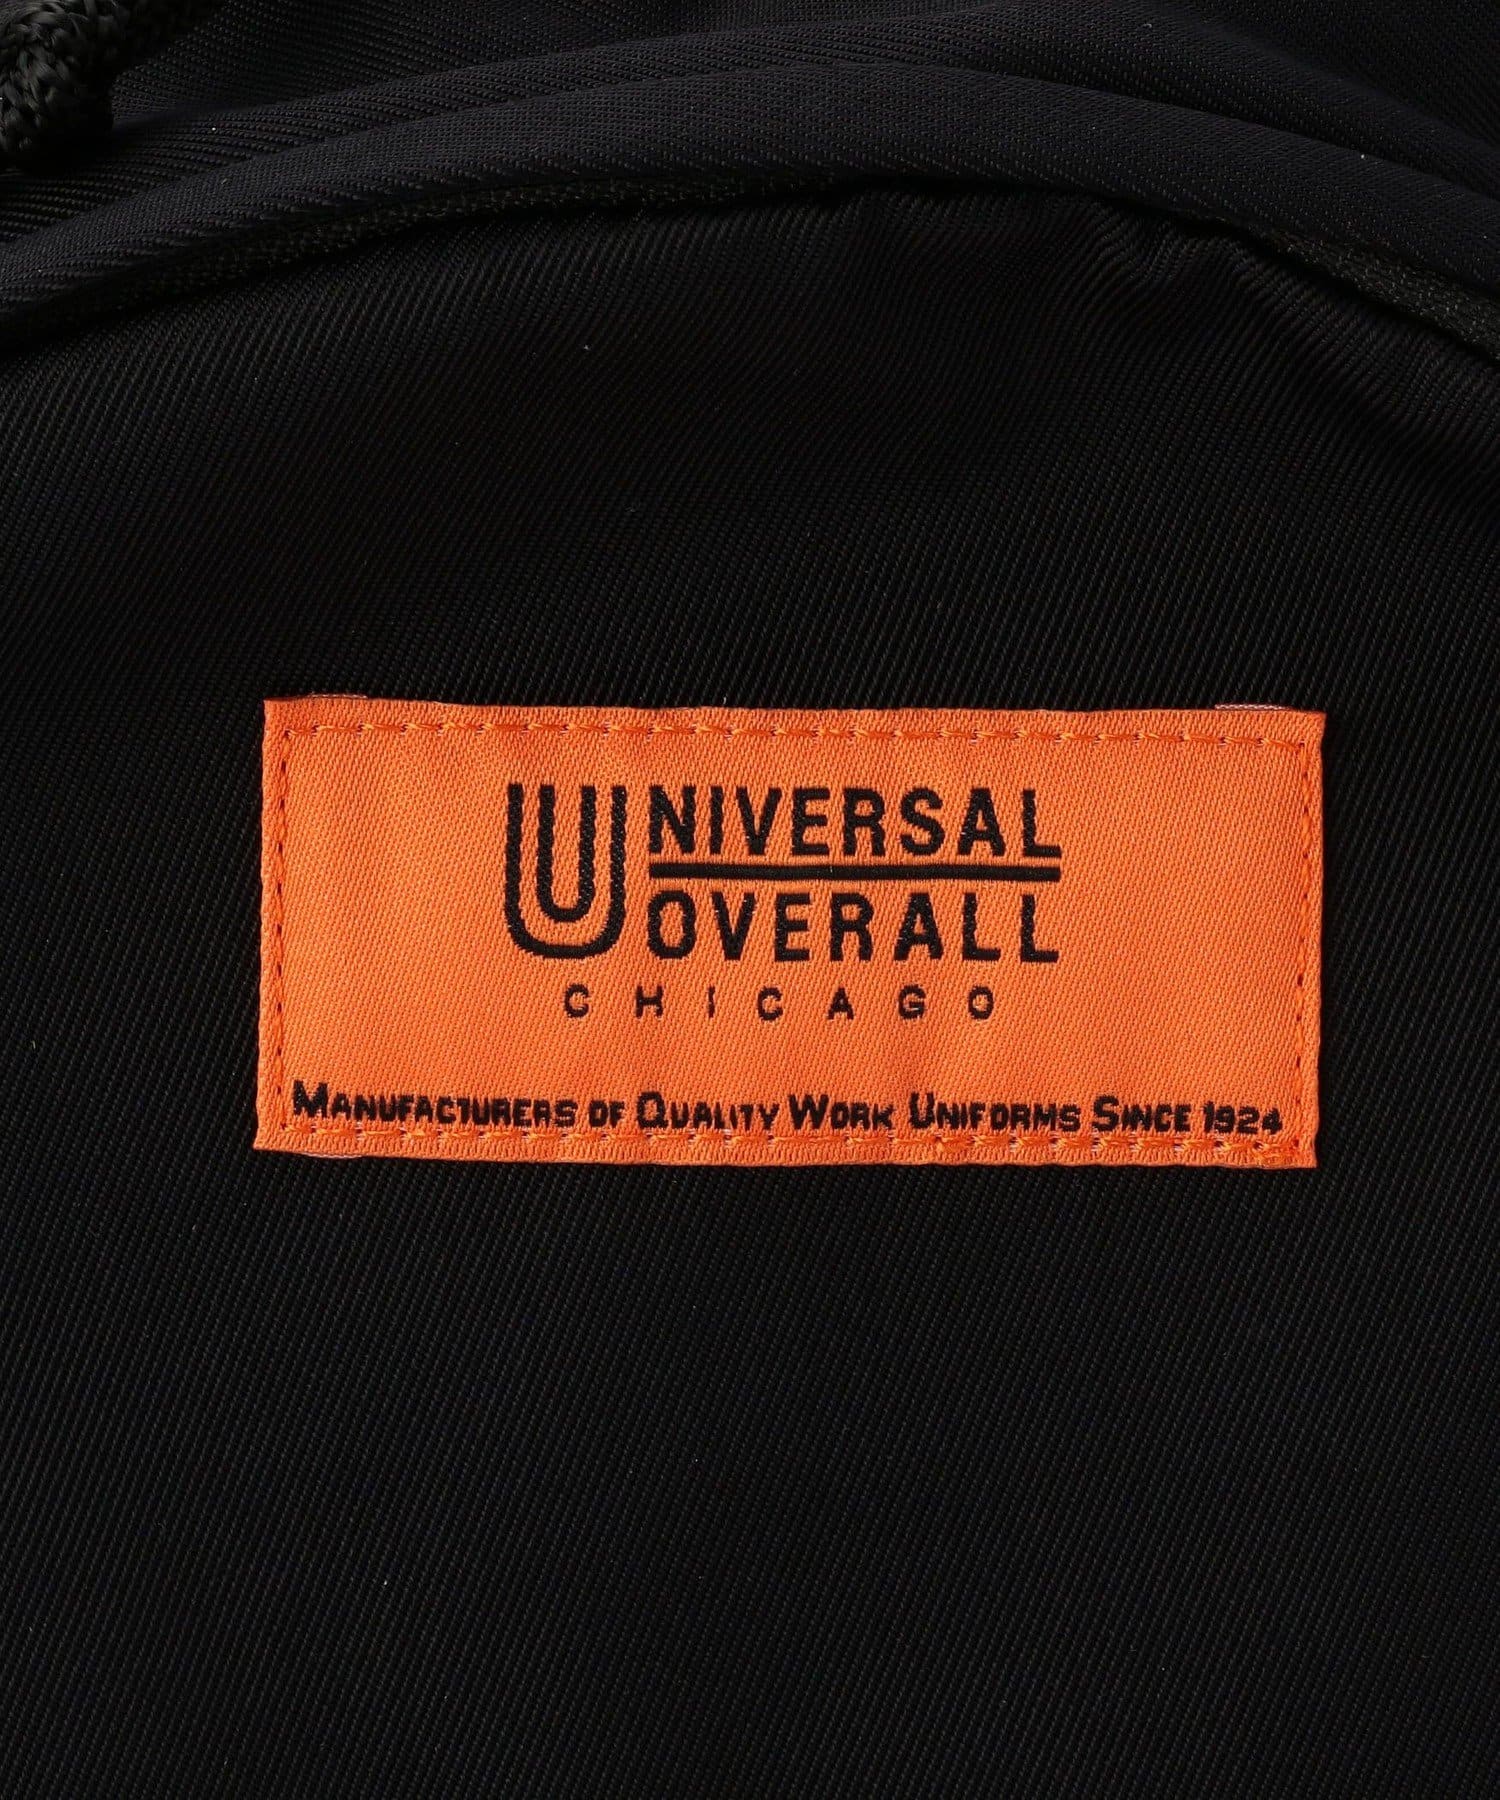 UNIVERSAL
OVERALL
CHICAGO
MANUFACTURERS OF QUALITY WORK UNIFORMS SINCE 1924